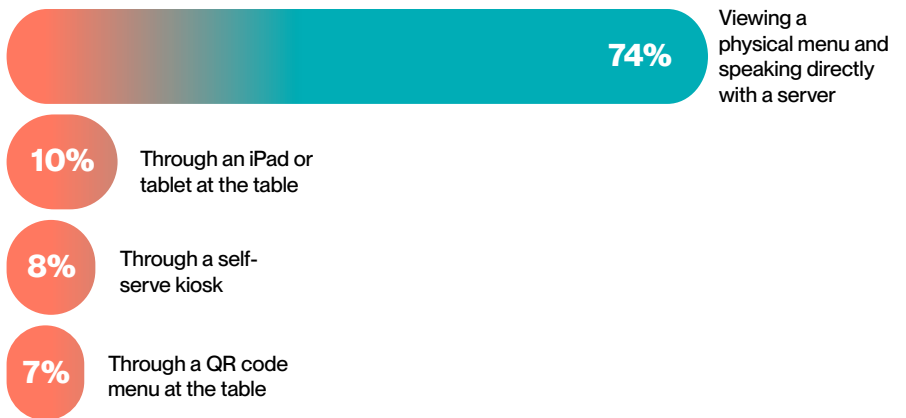 74%
Viewing a
physical menu and
speaking directly
with a server
10%
Through an iPad or
tablet at the table
8%
Through a self-
serve kiosk
7%
Through a QR code
menu at the table